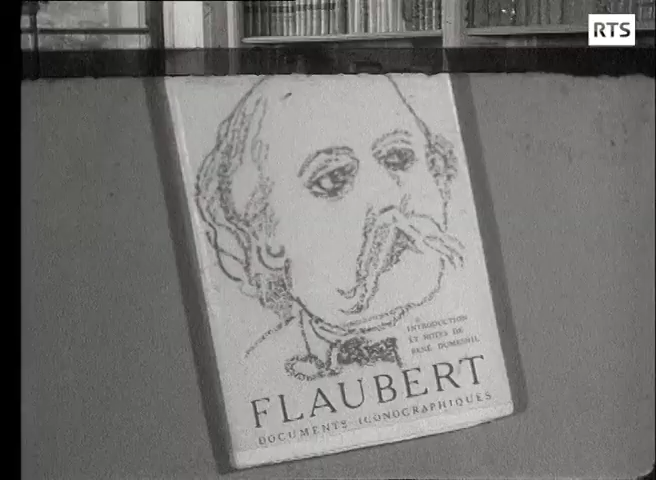 RTS
INTRODUCTION
ET NOTES DE
RENÉ DUMESNIL
FLAUBERT
DOCUMENTS ICONOGRAPHIQUES